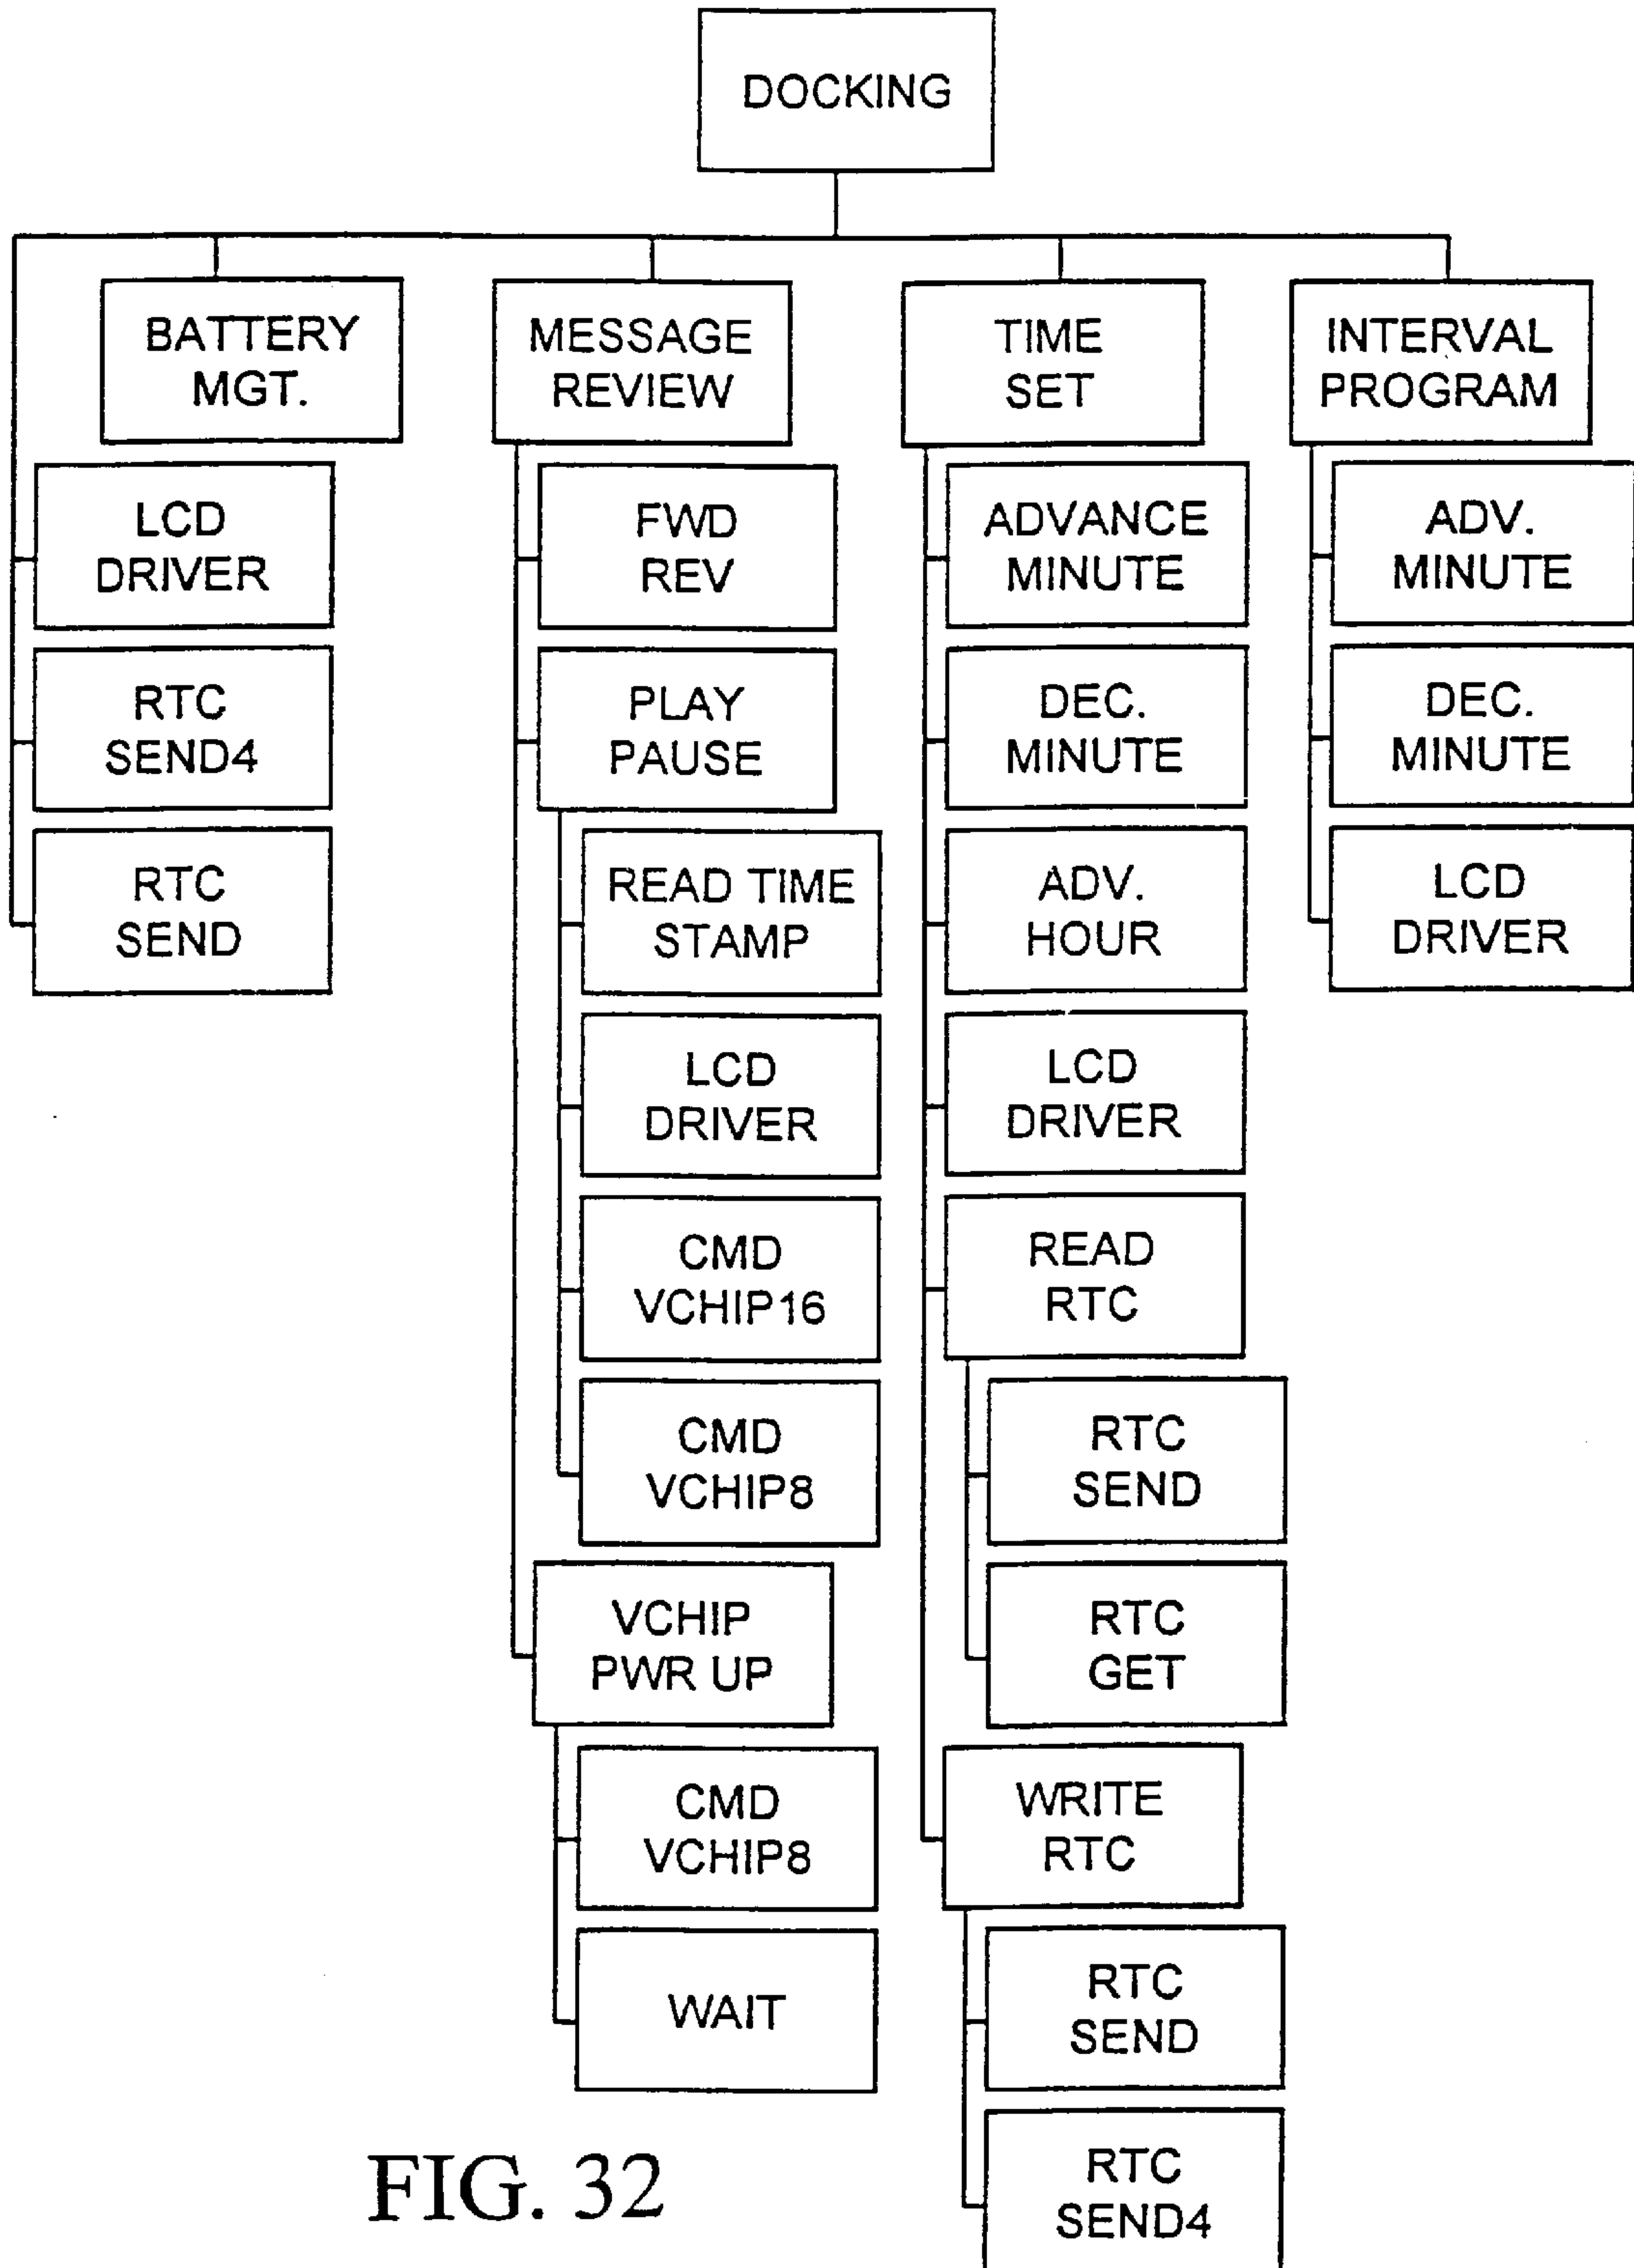 DOCKING
BATTERY
MGT.
LCD
DRIVER
RTC
SEND4
RTC
SEND
MESSAGE
REVIEW
FWD
REV
PLAY
PAUSE
READ TIME
STAMP
LCD
DRIVER
CMD
VCHIP16
CMD
VCHIP8
VCHIP
PWR UP
CMD
VCHIP8
WAIT
TIME
SET
ADVANCE
MINUTE
DEC.
MINUTE
ADV.
HOUR
LCD
DRIVER
READ
RTC
RTC
SEND
RTC
GET
WRITE
RTC
RTC
SEND
RTC
SEND4
INTERVAL
PROGRAM
ADV.
MINUTE
DEC.
MINUTE
LCD
DRIVER
FIG. 32